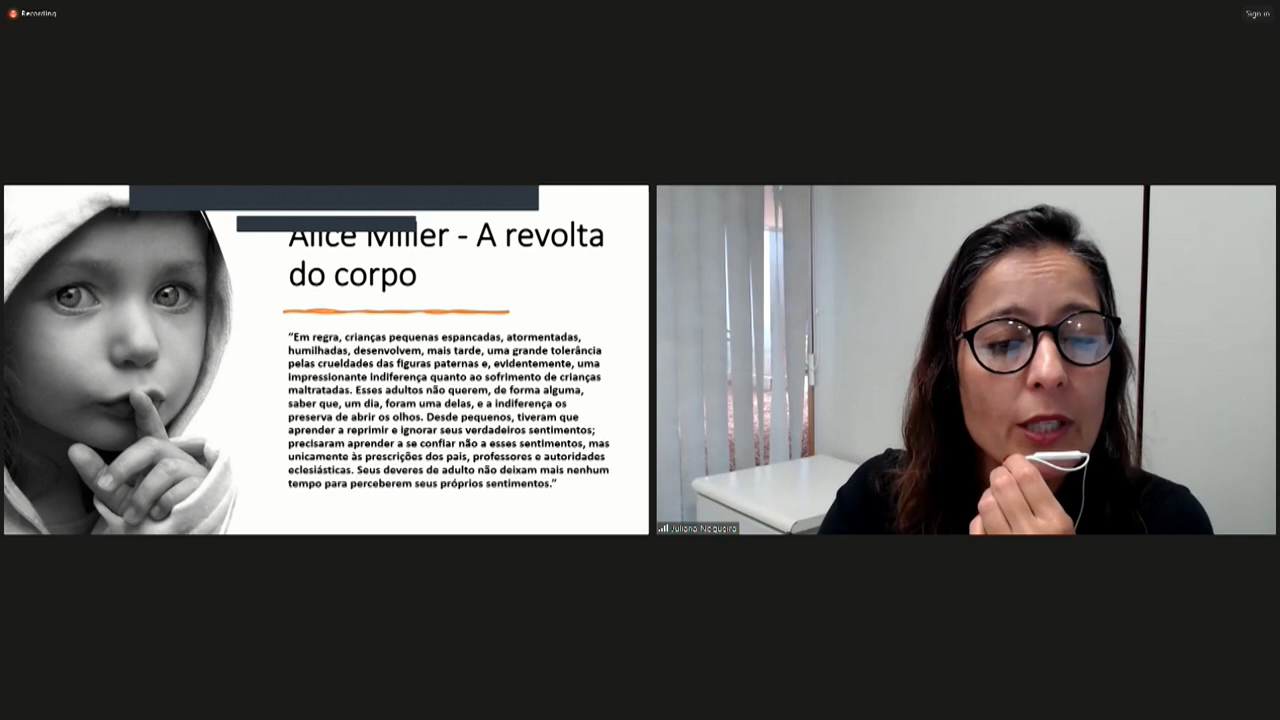 Recording
Sign in
Alice Miller - A revolta
do corpo
“Em regra, crianças pequenas espancadas, atormentadas,
humilhadas, desenvolvem, mais tarde, uma grande tolerância
pelas crueldades das figuras paternas e, evidentemente, uma
impressionante indiferença quanto ao sofrimento de crianças
maltratadas. Esses adultos não querem, de forma alguma,
saber que, um dia, foram uma delas, e a indiferença os
preserva de abrir os olhos. Desde pequenos, tiveram que
aprender a reprimir e ignorar seus verdadeiros sentimentos;
precisaram aprender a se confiar não a esses sentimentos, mas
unicamente às prescrições dos pais, professores e autoridades
eclesiásticas. Seus deveres de adulto não deixam mais nenhum
tempo para perceberem seus próprios sentimentos.”
Juliana Negueira